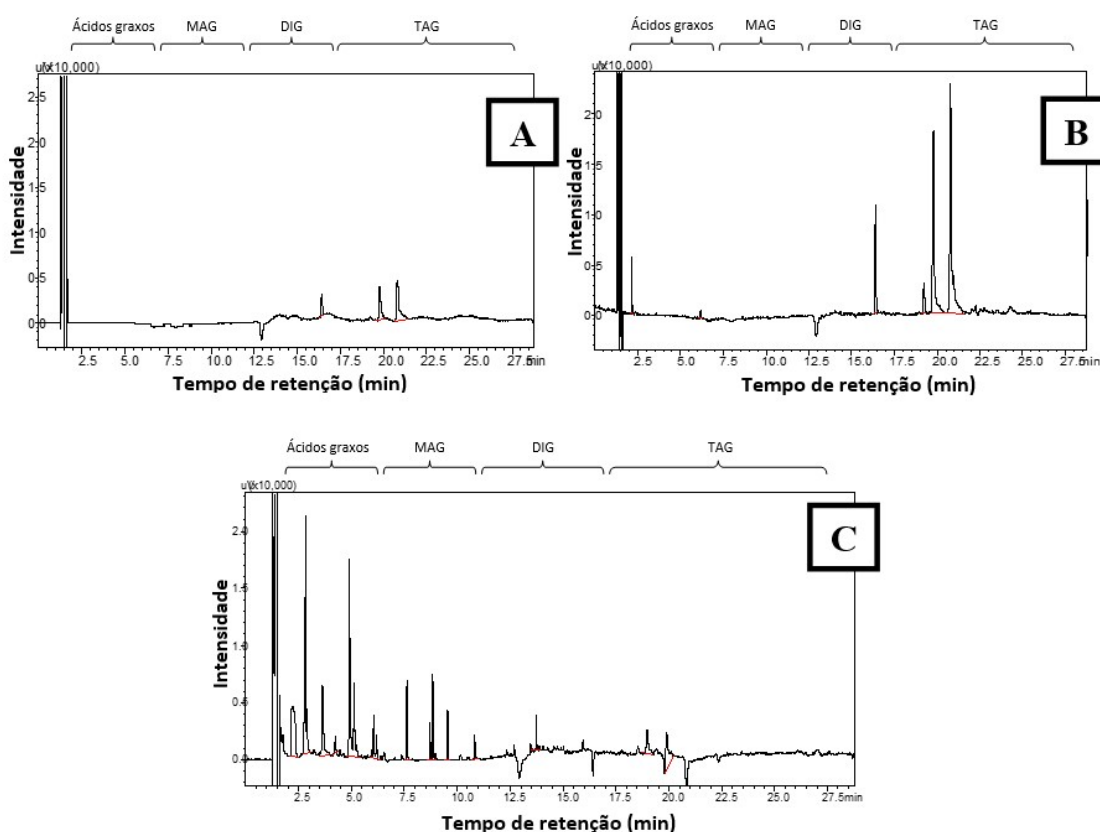 Ácidos graxos MAG DIG TAG
uV(x10,000)
A
2.5
2.0
1.5
1.0
0.5
0.0
Intensidade
2.5 5.0 7.5 10.0 12.5 15.0 17.5 20.0 22.5 25.0 27.5 min
Tempo de retenção (min)
Ácidos graxos MAG DIG TAG
uV(x10,000)
B
2.0
1.5
1.0
0.5
0.0
Intensidade
2.5 5.0 7.5 10.0 12.5 15.0 17.5 20.0 22.5 25.0 27.5 min
Tempo de retenção (min)
Ácidos graxos MAG DIG TAG
uV(x10,000)
C
2.0
1.5
1.0
0.5
0.0
Intensidade
2.5 5.0 7.5 10.0 12.5 15.0 17.5 20.0 22.5 25.0 27.5min
Tempo de retenção (min)